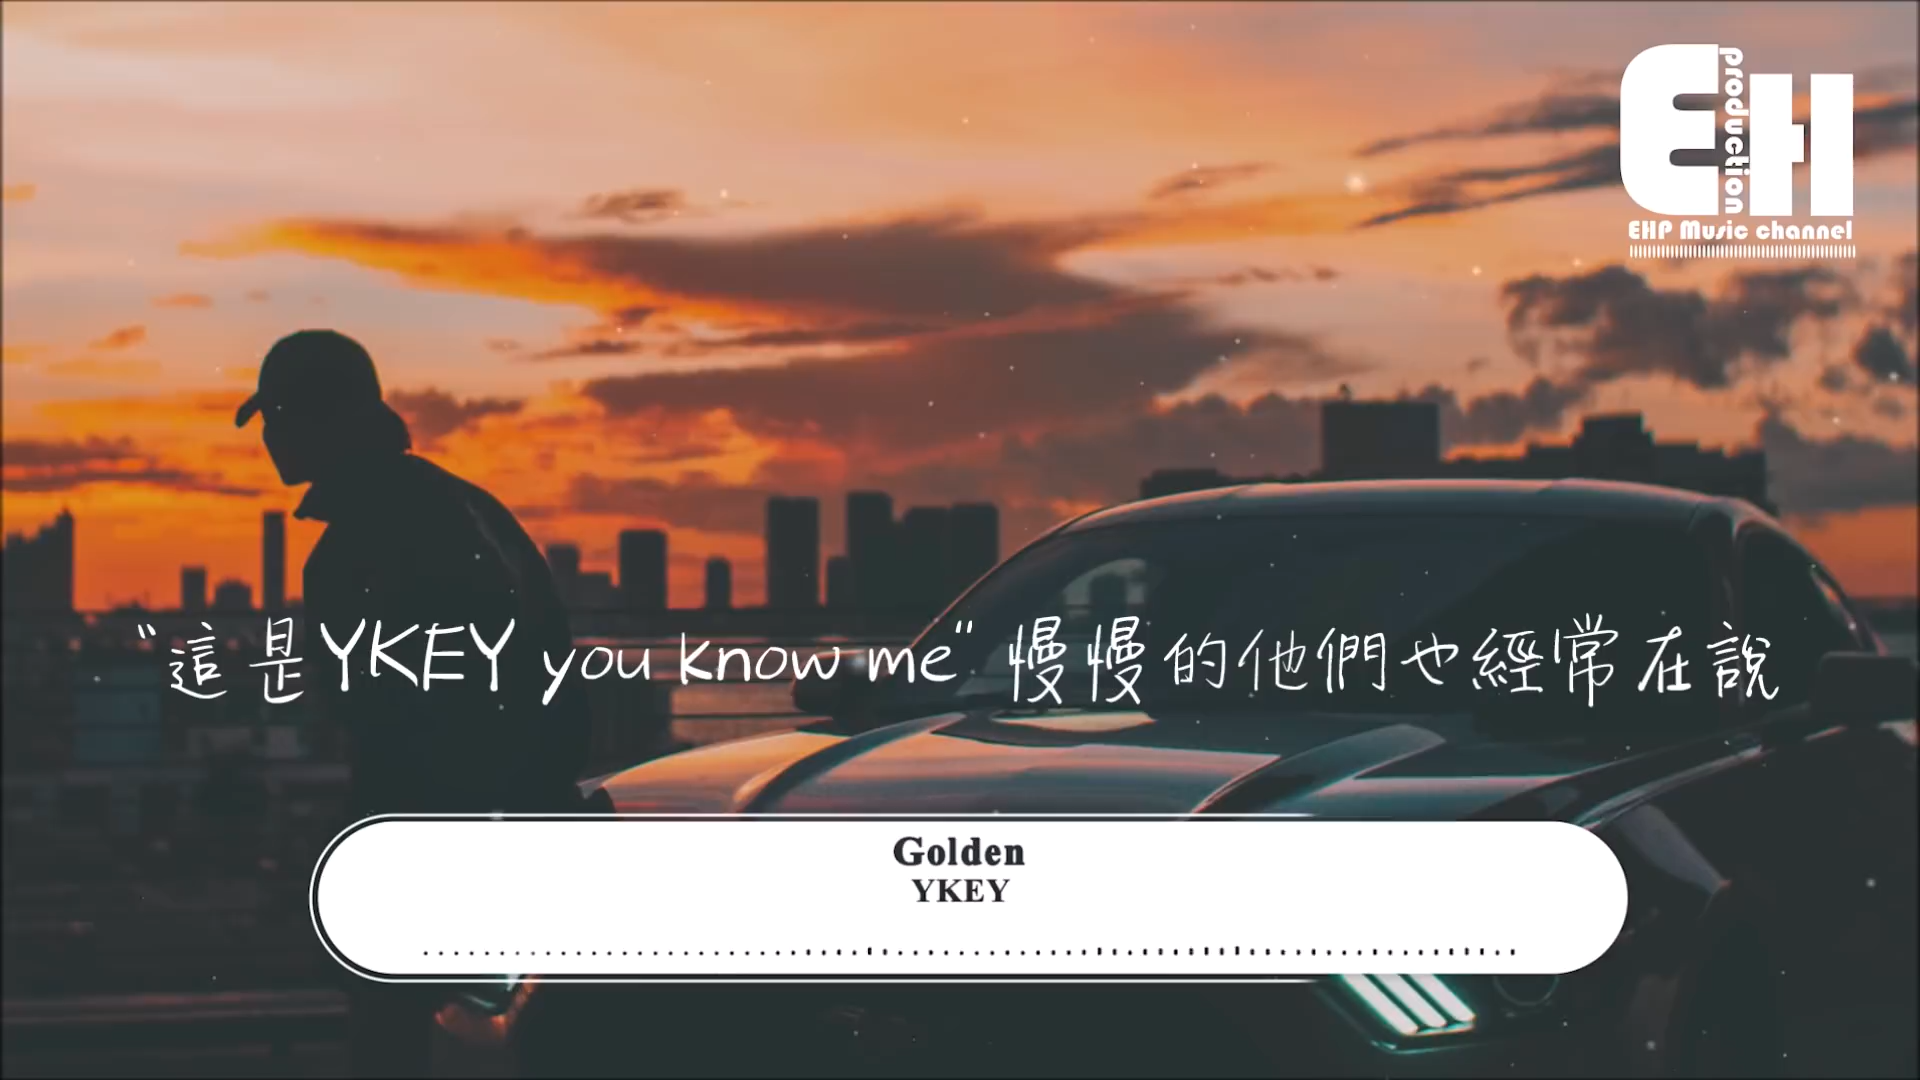 EH
production
EHP Music channel
"這是YKEY you know me" 慢慢的他們也經常在說
Golden
YKEY